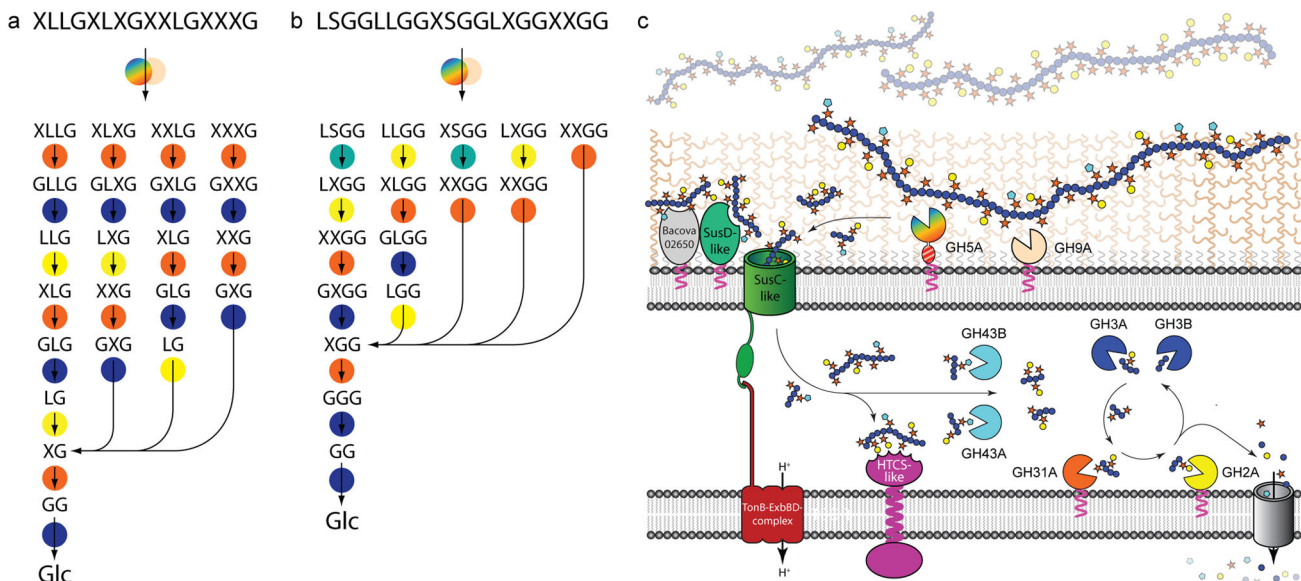 a XLLGXLXGXXLGXXXG
XLLG XLXG XXLG XXXG
GLLG GLXG GXLG GXXG
LLG LXG XLG XXG
XLG XXG GLG GXG
GLG GXG LG
LG
XG
GG
Glc
b LSGGLLGGXSGGLXGGXXGG
LSGG LLGG XSGG LXGG XXGG
LXGG XLGG XXGG XXGG
XXGG GLGG
GXGG LGG
XGG
GGG
GG
Glc
c
Bacova
02650
SusD-
like
SusC-
like
GH5A
GH9A
GH43B
GH43A
GH3A
GH3B
HTCS-
like
GH31A
GH2A
H⁺
TonB-ExbBD-
complex
H⁺